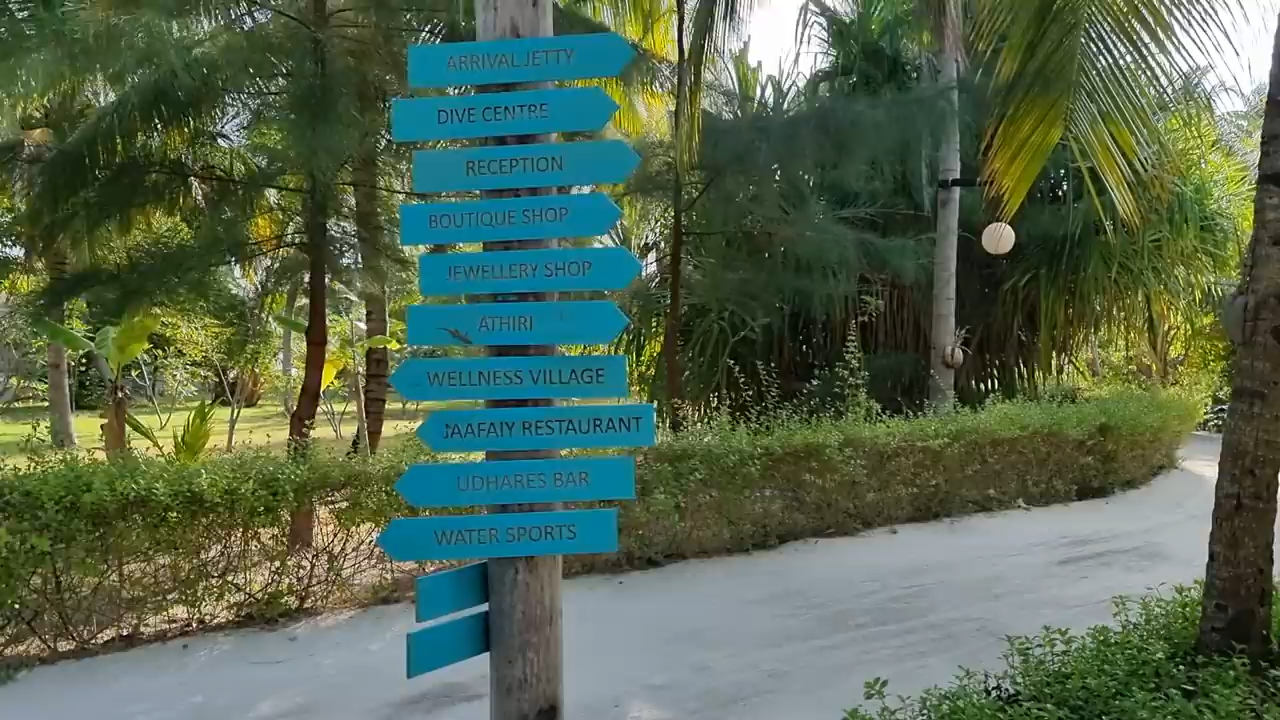 ARRIVAL JETTY
DIVE CENTRE
RECEPTION
BOUTIQUE SHOP
JEWELLERY SHOP
ATHIRI
WELLNESS VILLAGE
JAAFAIY RESTAURANT
UDHARES BAR
WATER SPORTS